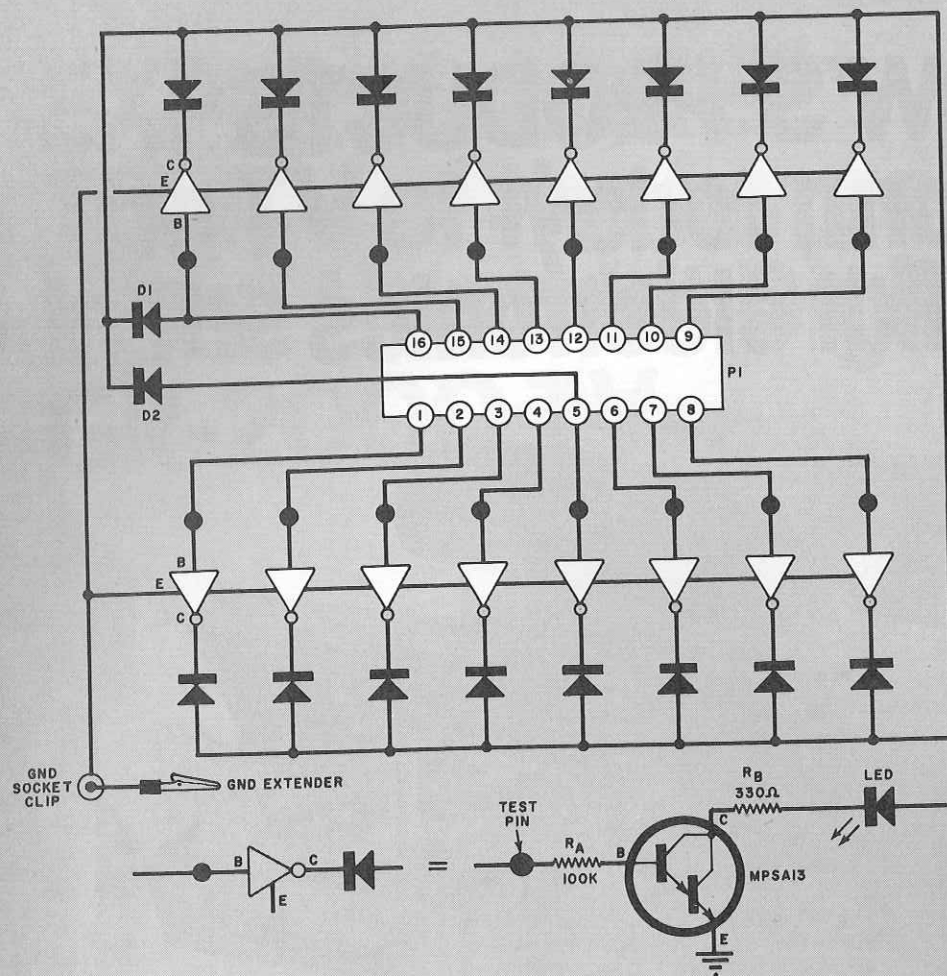 C
E
B
D1
16 15 14 13 12 11 10 9
P1
D2
1 2 3 4 5 6 7 8
B
E
C
GND
SOCKET
CLIP
GND EXTENDER
TEST
PIN
RB
330Ω
LED
C
B
C
E
=
RA
100K
B
MPSA13
E